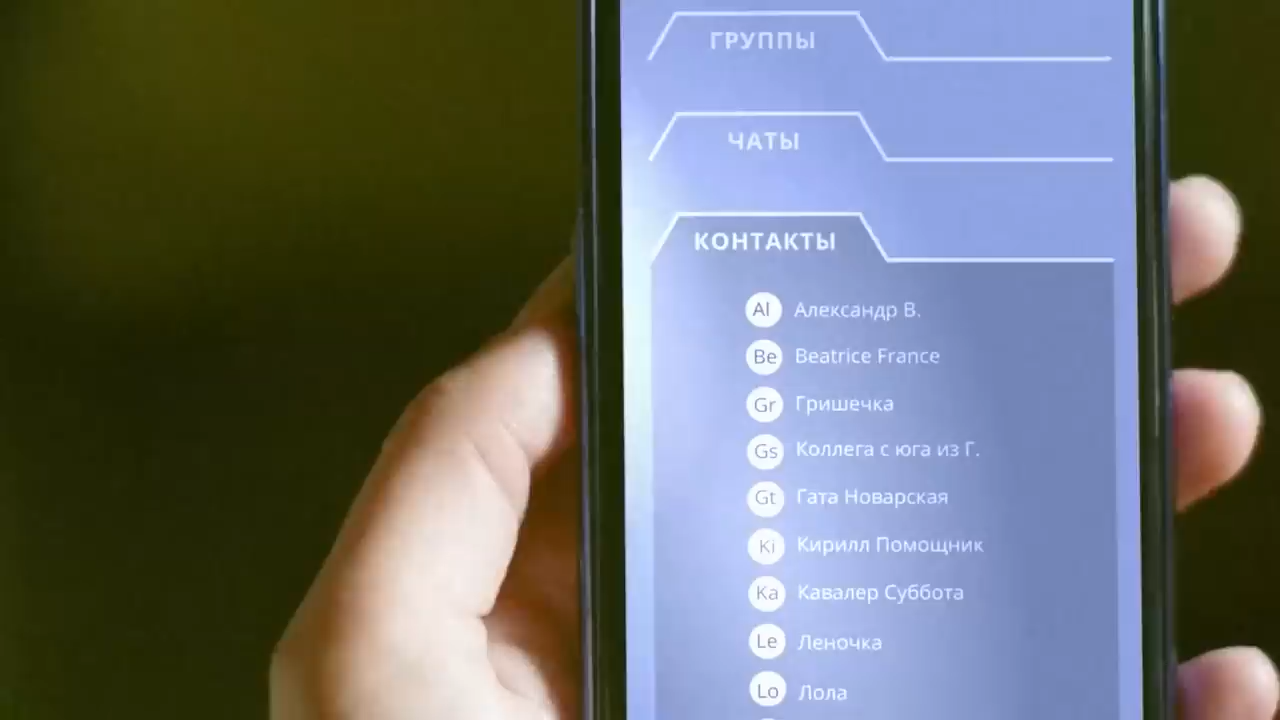 ГРУППЫ
ЧАТЫ
КОНТАКТЫ
Al Александр В.
Be Beatrice France
Gr Гришечка
Gs Коллега с юга из Г.
Gt Гата Новарская
Ki Кирилл Помощник
Ka Кавалер Суббота
Le Леночка
Lo Лола